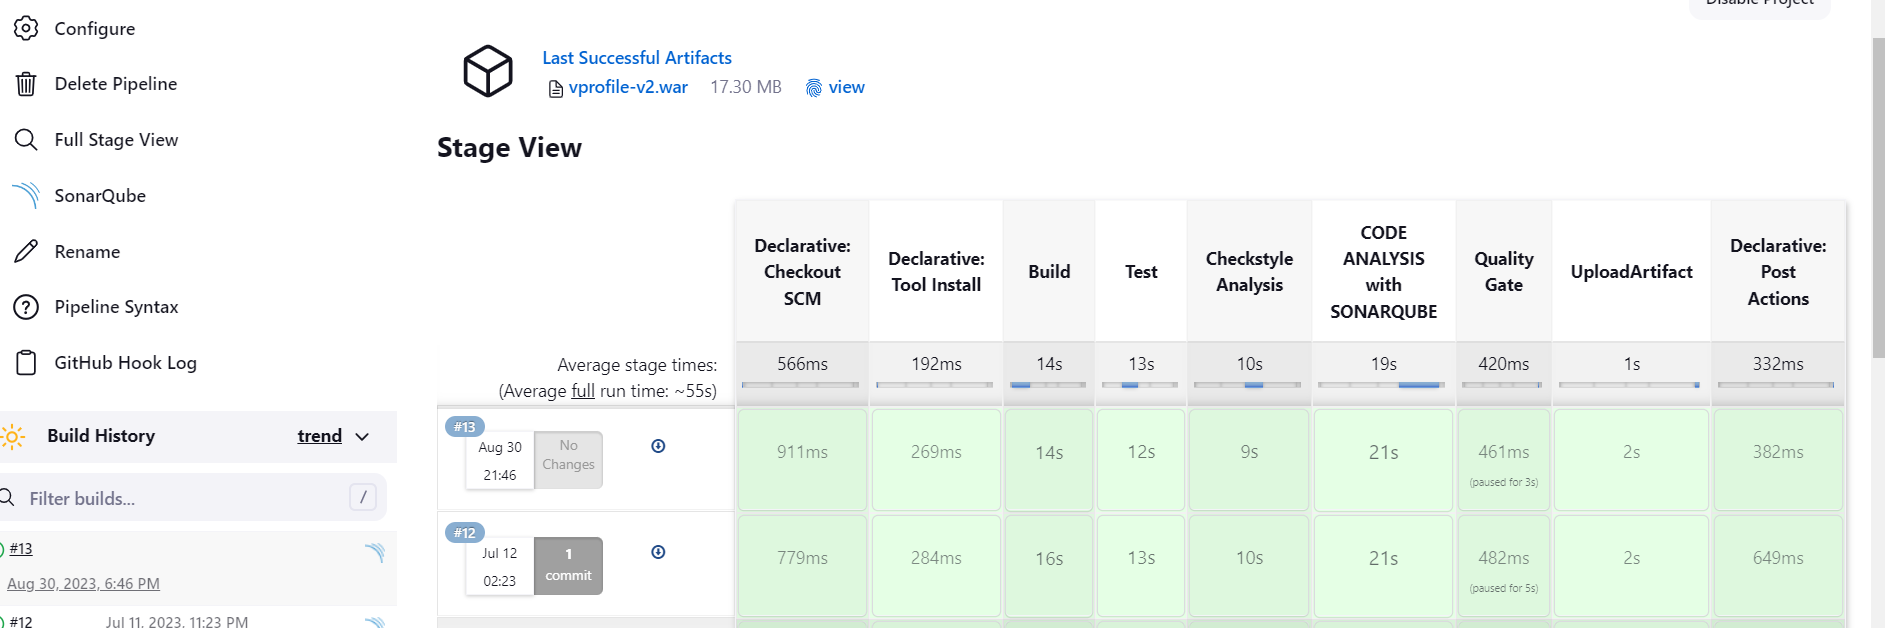 Configure
Delete Pipeline
Full Stage View
SonarQube
Rename
Pipeline Syntax
GitHub Hook Log
Build History
trend
Filter builds...
/
#13
Aug 30, 2023, 6:46 PM
#12
Jul 11, 2023, 11:23 PM
Disable Project
Last Successful Artifacts
vprofile-v2.war 17.30 MB view
Stage View
Declarative: Checkout SCM
Declarative: Tool Install
Build
Test
Checkstyle Analysis
CODE ANALYSIS with SONARQUBE
Quality Gate
UploadArtifact
Declarative: Post Actions
Average stage times:
(Average full run time: ~55s)
566ms 192ms 14s 13s 10s 19s 420ms 1s 332ms
#13
Aug 30
21:46
No
Changes
911ms 269ms 14s 12s 9s 21s 461ms 2s 382ms
(paused for 3s)
#12
Jul 12
02:23
1
commit
779ms 284ms 16s 13s 10s 21s 482ms 2s 649ms
(paused for 5s)